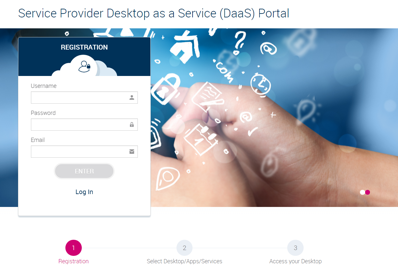 Service Provider Desktop as a Service (DaaS) Portal
REGISTRATION
Username
Password
Email
ENTER
Log In
1
2
3
Registration
Select Desktop/Apps/Services
Access your Desktop